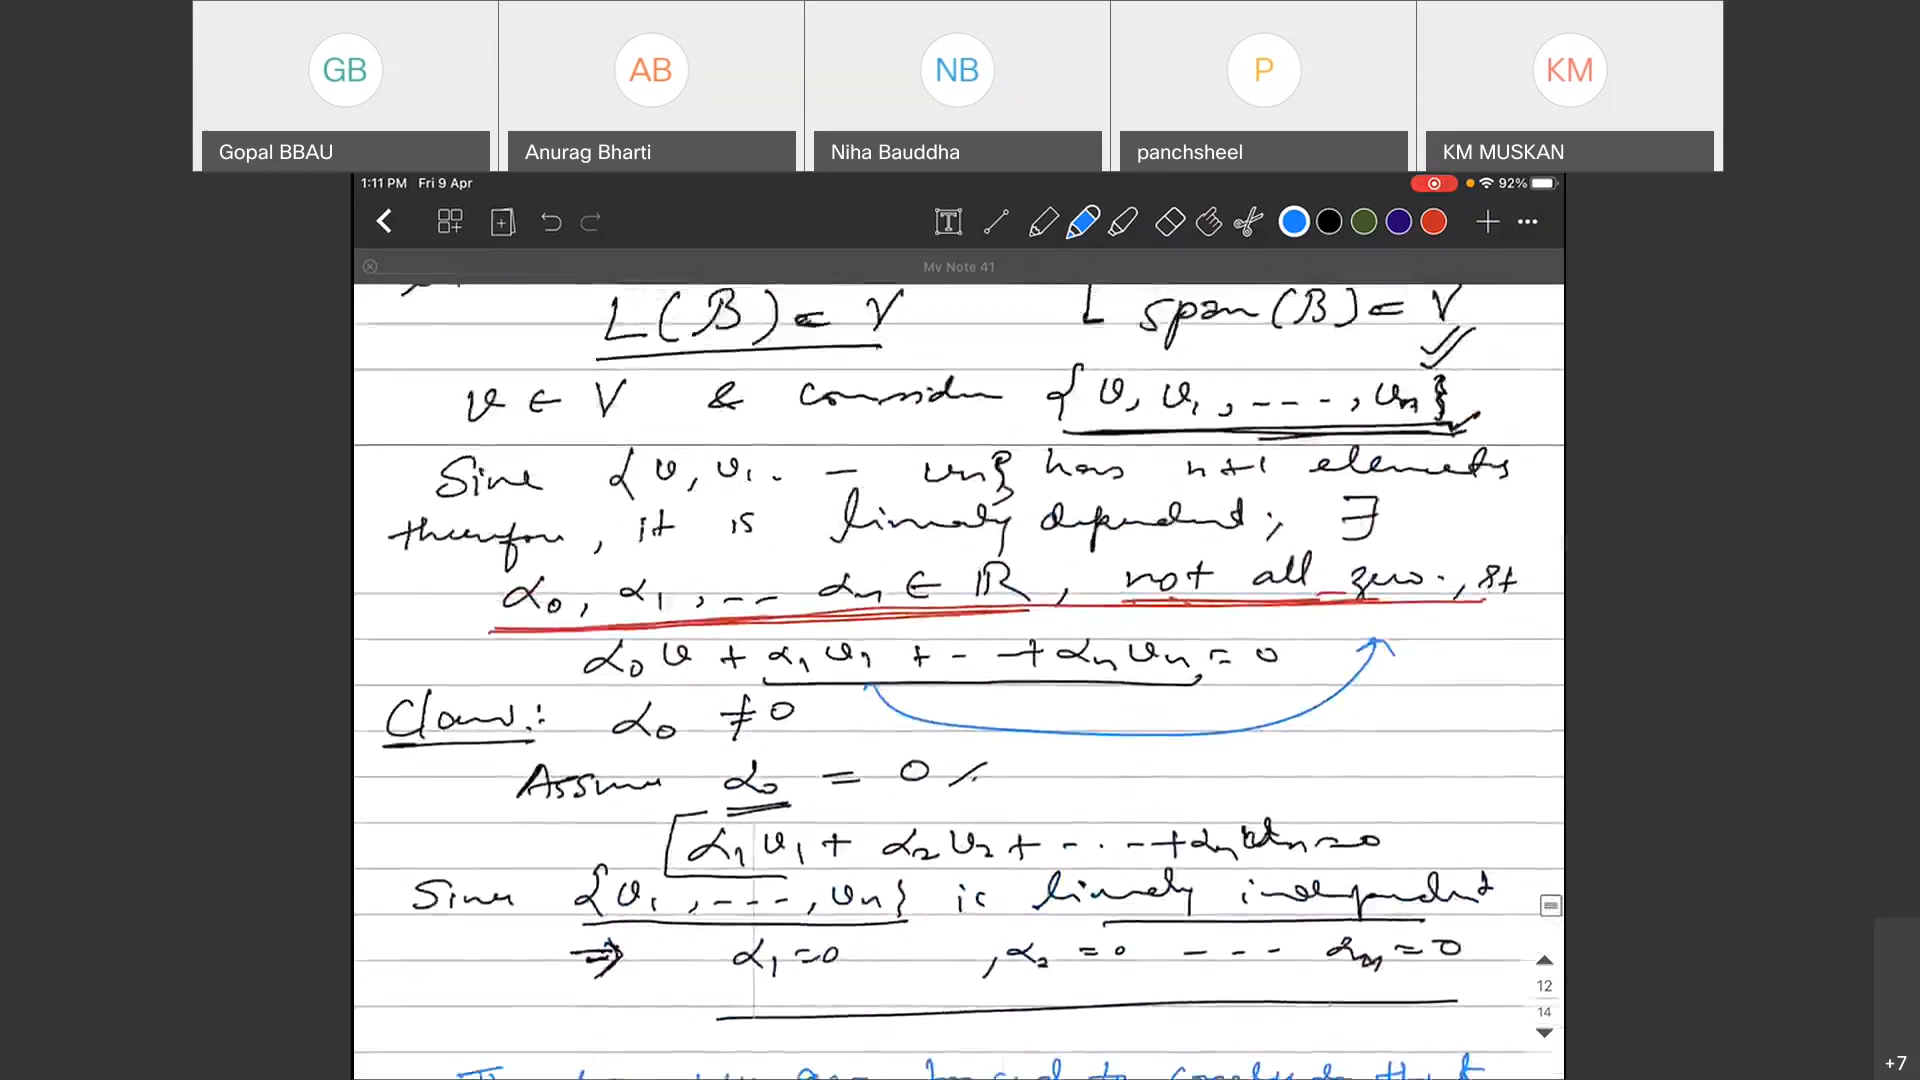 GB AB NB P KM
Gopal BBAU Anurag Bharti Niha Bauddha panchsheel KM MUSKAN
1:11 PM Fri 9 Apr 92%
My Note 41
L(B) ⊂ V L span(B) ⊂ V
v ∈ V & consider {v, v₁, ----, vₙ}
Since {v, v₁. - vₙ} has n+1 elements
therefore, it is linearly dependent; ∃
α₀, α₁, -- αₙ ∈ ℝ, not all zero., st
α₀v + α₁v₁ + - + αₙvₙ = 0
Claim: α₀ ≠ 0
Assume α₀ = 0
α₁v₁ + α₂v₂ + - . - + αₙvₙ = 0
Since {v₁, ---, vₙ} is linearly independent
⇒ α₁=0 , α₂ =0 --- αₙ=0
12
14
+7